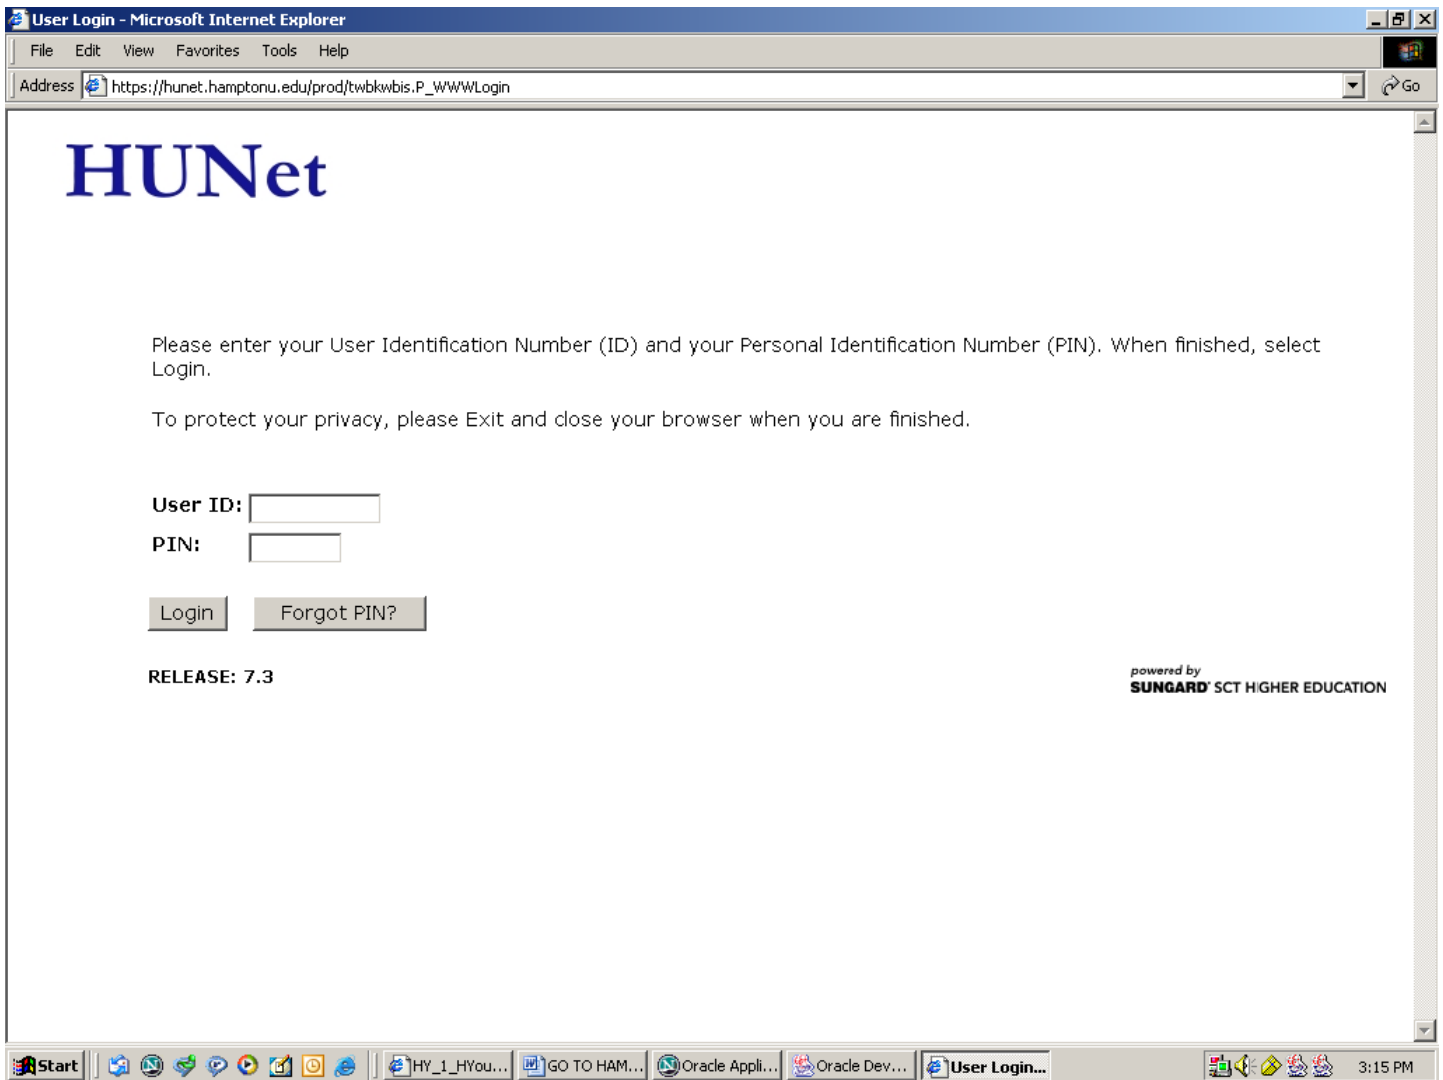 User Login - Microsoft Internet Explorer
File Edit View Favorites Tools Help
Address https://hunet.hamptonu.edu/prod/twbkwbis.P_WWWLogin Go
HUNet
Please enter your User Identification Number (ID) and your Personal Identification Number (PIN). When finished, select
Login.
To protect your privacy, please Exit and close your browser when you are finished.
User ID:
PIN:
Login Forgot PIN?
RELEASE: 7.3
powered by
SUNGARD® SCT HIGHER EDUCATION
Start HY_1_HYou... GO TO HAM... Oracle Appli... Oracle Dev... User Login... 3:15 PM